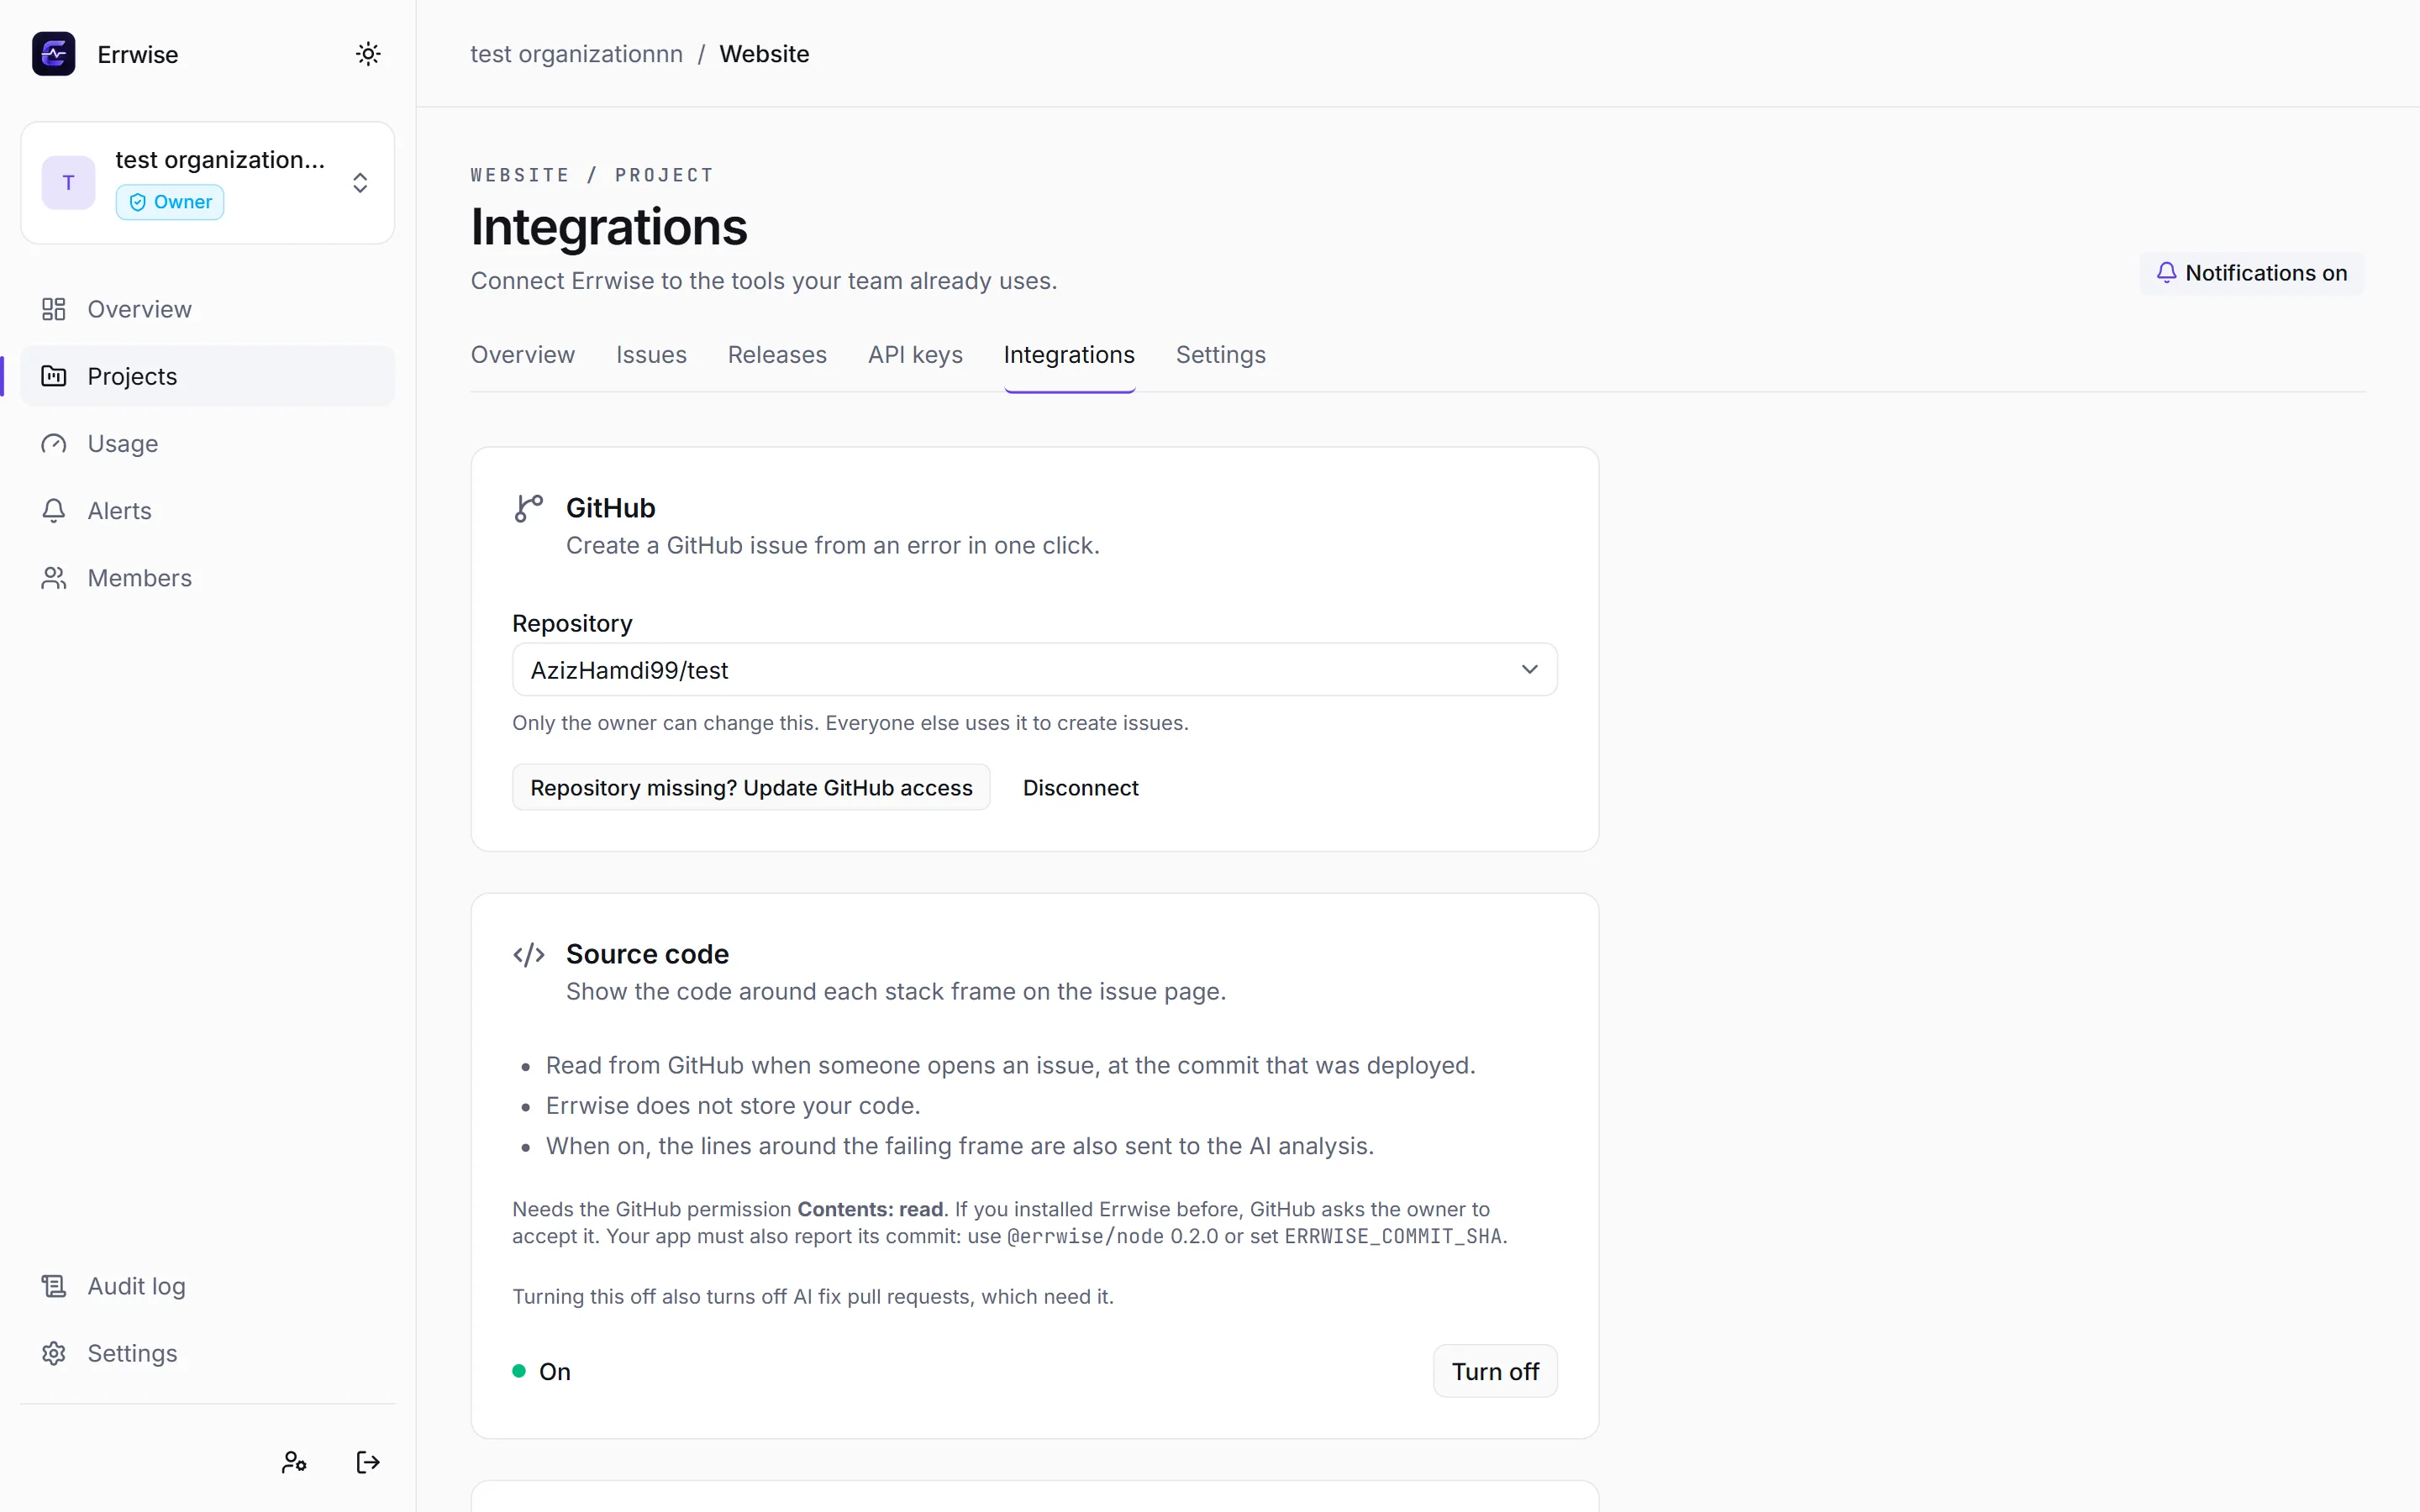 Errwise
test organizationnn / Website
T
test organization...
Owner
Overview
Projects
Usage
Alerts
Members
Audit log
Settings
WEBSITE / PROJECT
Integrations
Connect Errwise to the tools your team already uses.
Notifications on
Overview
Issues
Releases
API keys
Integrations
Settings
GitHub
Create a GitHub issue from an error in one click.
Repository
AzizHamdi99/test
Only the owner can change this. Everyone else uses it to create issues.
Repository missing? Update GitHub access
Disconnect
Source code
Show the code around each stack frame on the issue page.
• Read from GitHub when someone opens an issue, at the commit that was deployed.
• Errwise does not store your code.
• When on, the lines around the failing frame are also sent to the AI analysis.
Needs the GitHub permission Contents: read. If you installed Errwise before, GitHub asks the owner to
accept it. Your app must also report its commit: use @errwise/node 0.2.0 or set ERRWISE_COMMIT_SHA.
Turning this off also turns off AI fix pull requests, which need it.
On
Turn off